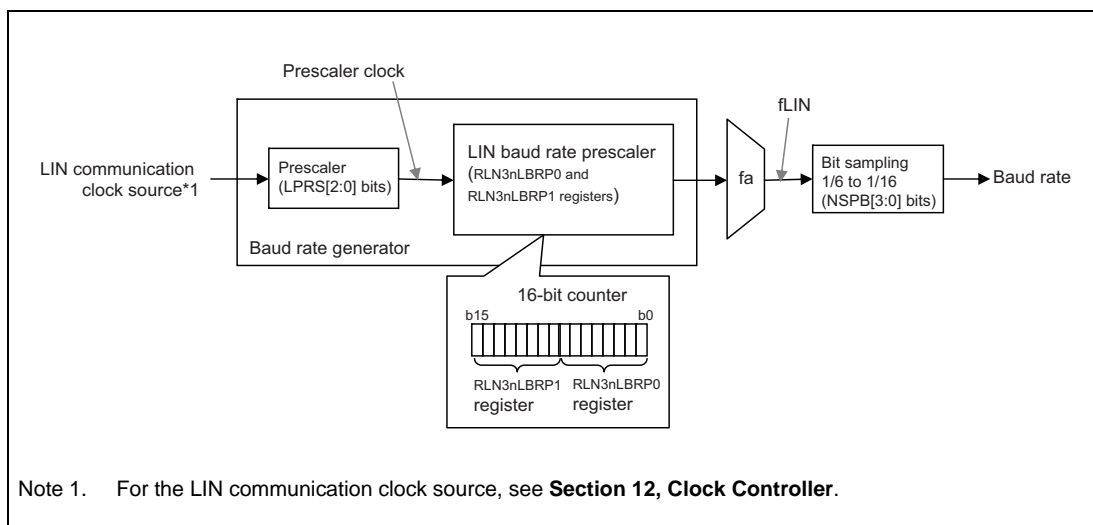 Prescaler clock
fLIN
LIN communication
clock source*1
Prescaler
(LPRS[2:0] bits)
LIN baud rate prescaler
(RLN3nLBRP0 and
RLN3nLBRP1 registers)
fa
Bit sampling
1/6 to 1/16
(NSPB[3:0] bits)
Baud rate
Baud rate generator
16-bit counter
b15 b0
RLN3nLBRP1 RLN3nLBRP0
register register
Note 1. For the LIN communication clock source, see Section 12, Clock Controller.